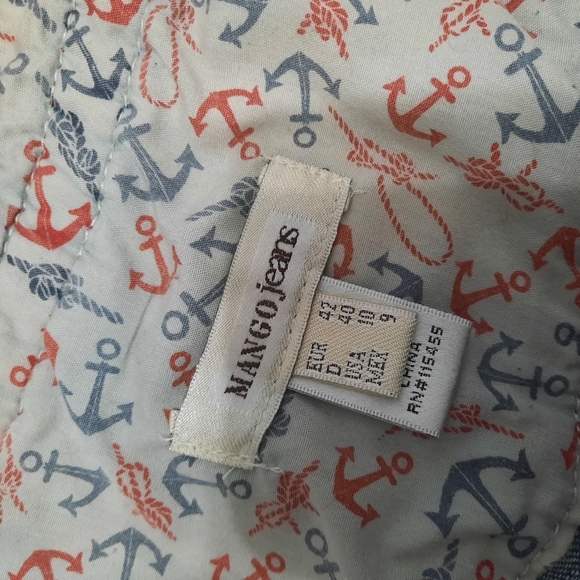 MANGO jeans
EUR 42
D 40
USA 10
MEX 9
CHINA
RN#115455